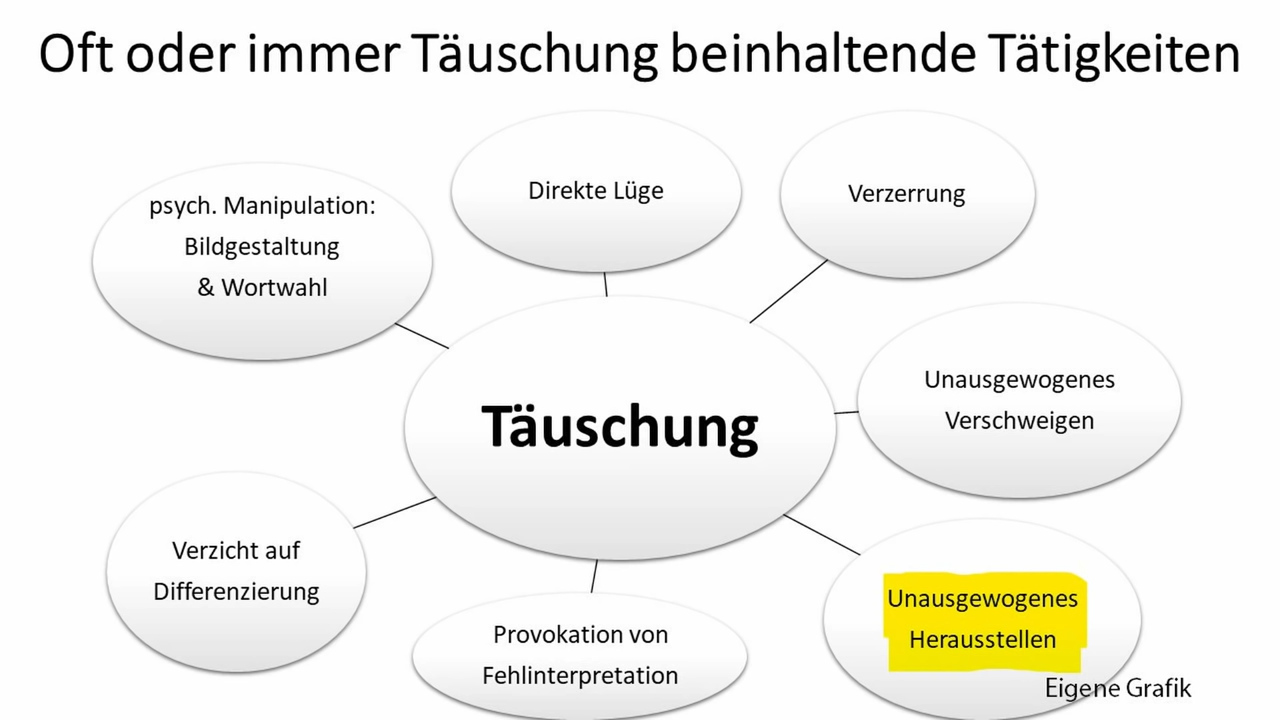 Oft oder immer Täuschung beinhaltende Tätigkeiten
psych. Manipulation:
Bildgestaltung
& Wortwahl
Direkte Lüge
Verzerrung
Unausgewogenes
Verschweigen
Täuschung
Verzicht auf
Differenzierung
Provokation von
Fehlinterpretation
Unausgewogenes
Herausstellen
Eigene Grafik